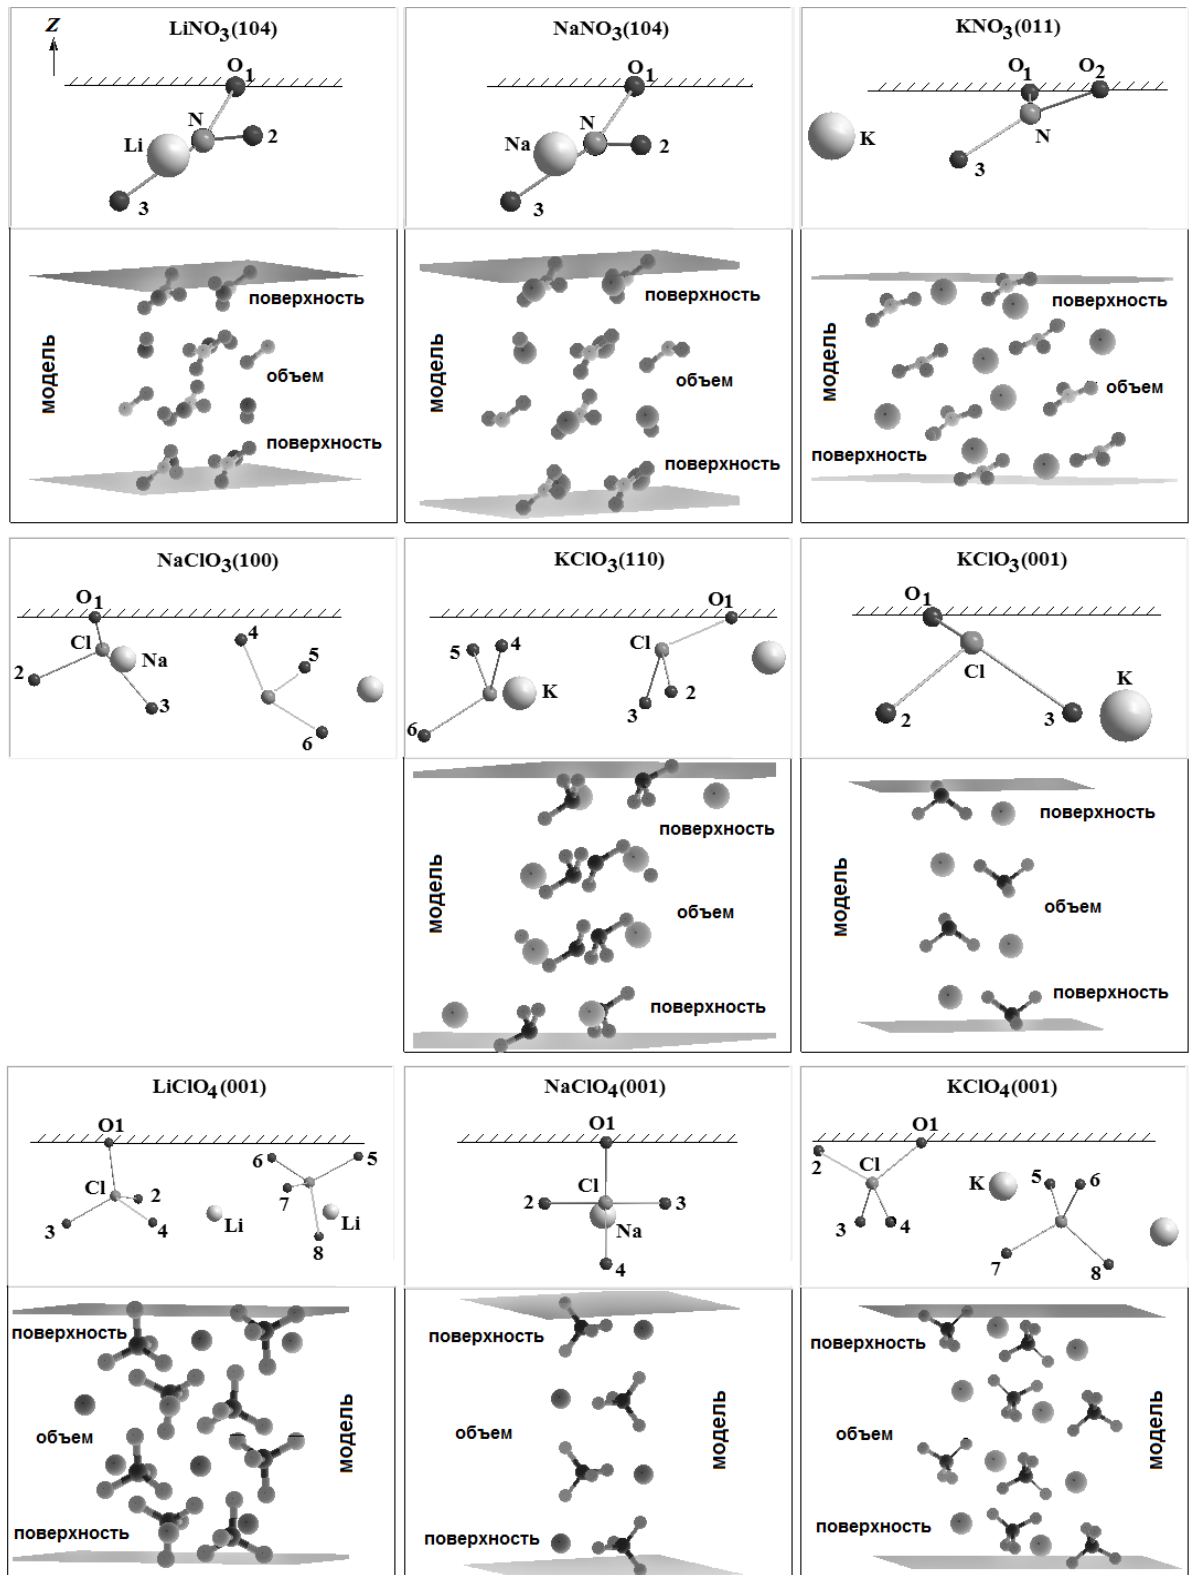 Z
LiNO3(104)
O1
N
Li
2
3
NaNO3(104)
O1
N
Na
2
3
KNO3(011)
O1
O2
K
N
3
модель
поверхность
объем
поверхность
модель
поверхность
объем
поверхность
модель
поверхность
объем
поверхность
NaClO3(100)
O1
Cl
Na
2
3
4
5
6
KClO3(110)
O1
5
4
Cl
K
2
3
6
KClO3(001)
O1
Cl
K
2
3
модель
поверхность
объем
поверхность
модель
поверхность
объем
поверхность
LiClO4(001)
O1
6
5
Cl
2
7
3
4
Li
Li
8
NaClO4(001)
O1
Cl
2
3
Na
4
KClO4(001)
O1
2
Cl
K
5
6
3
4
7
8
поверхность
объем
модель
поверхность
поверхность
объем
модель
поверхность
поверхность
объем
модель
поверхность